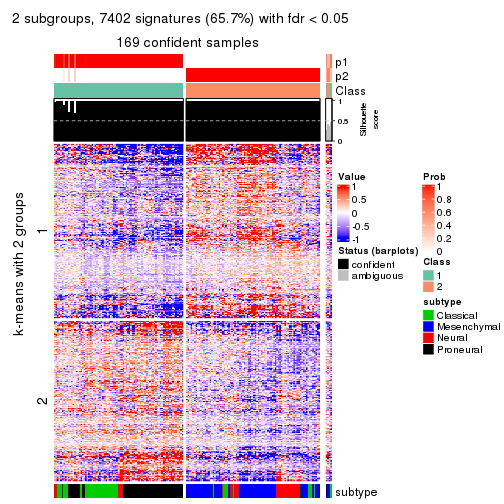 2 subgroups, 7402 signatures (65.7%) with fdr < 0.05
169 confident samples
p1
p2
Class
1
0.5
0
Silhouette
score
k-means with 2 groups
1
2
Value
1
0.5
0
-0.5
-1
Status (barplots)
confident
ambiguous
Prob
1
0.8
0.6
0.4
0.2
0
Class
1
2
subtype
Classical
Mesenchymal
Neural
Proneural
subtype